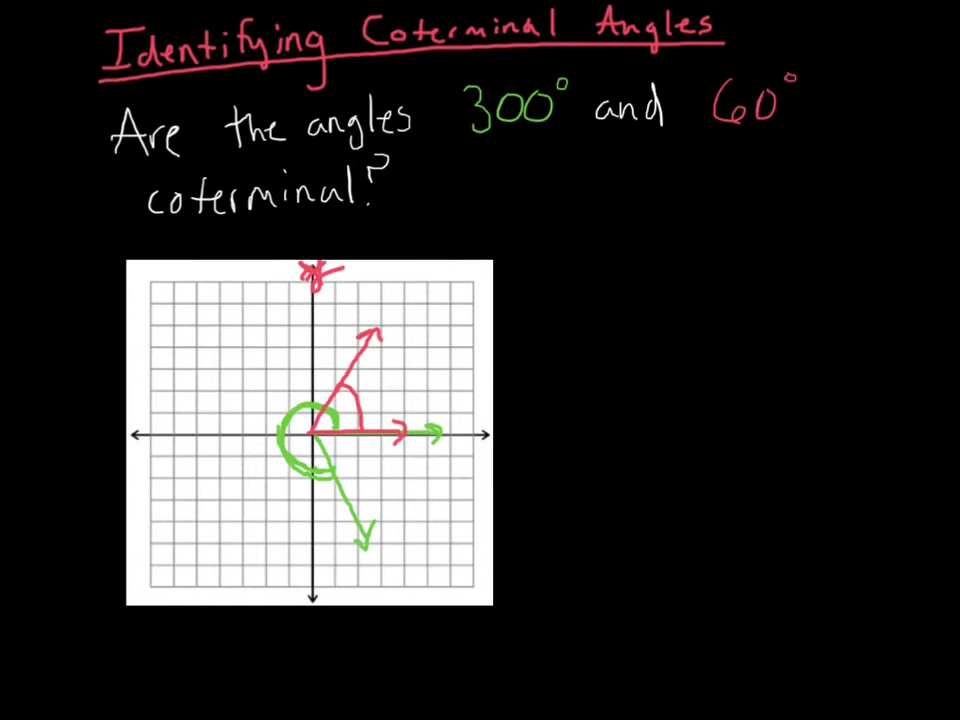 Identifying Coterminal Angles
Are the angles 300° and 60°
coterminal?